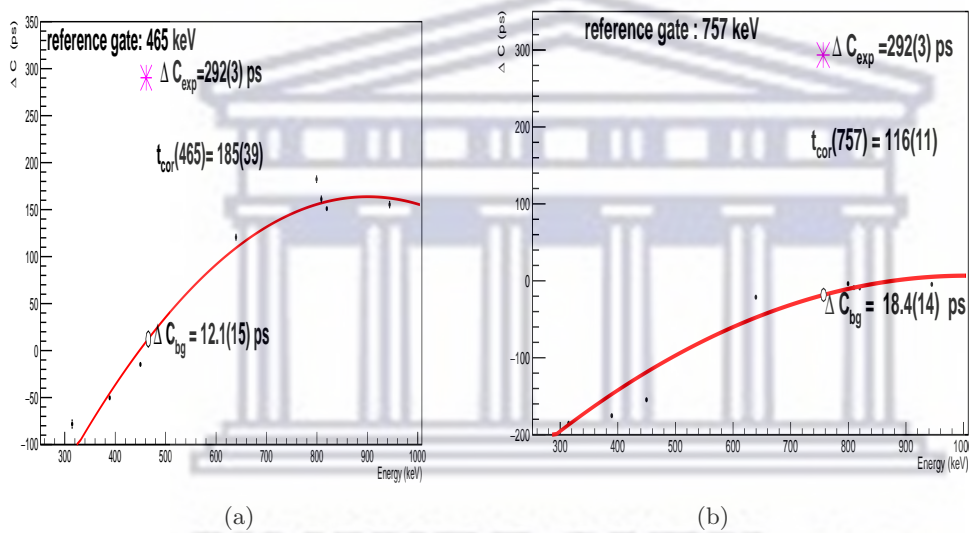 Δ C (ps)
reference gate: 465 keV
Δ C_exp=292(3) ps
t_cor(465)= 185(39)
Δ C_bg = 12.1(15) ps
350
300
250
200
150
100
50
0
−50
−100
300 400 500 600 700 800 900 1000
Energy (keV)
(a)
Δ C (ps)
reference gate : 757 keV
Δ C_exp=292(3) ps
t_cor(757) = 116(11)
Δ C_bg = 18.4(14) ps
300
200
100
0
−100
−200
300 400 500 600 700 800 900 100
Energy (keV)
(b)